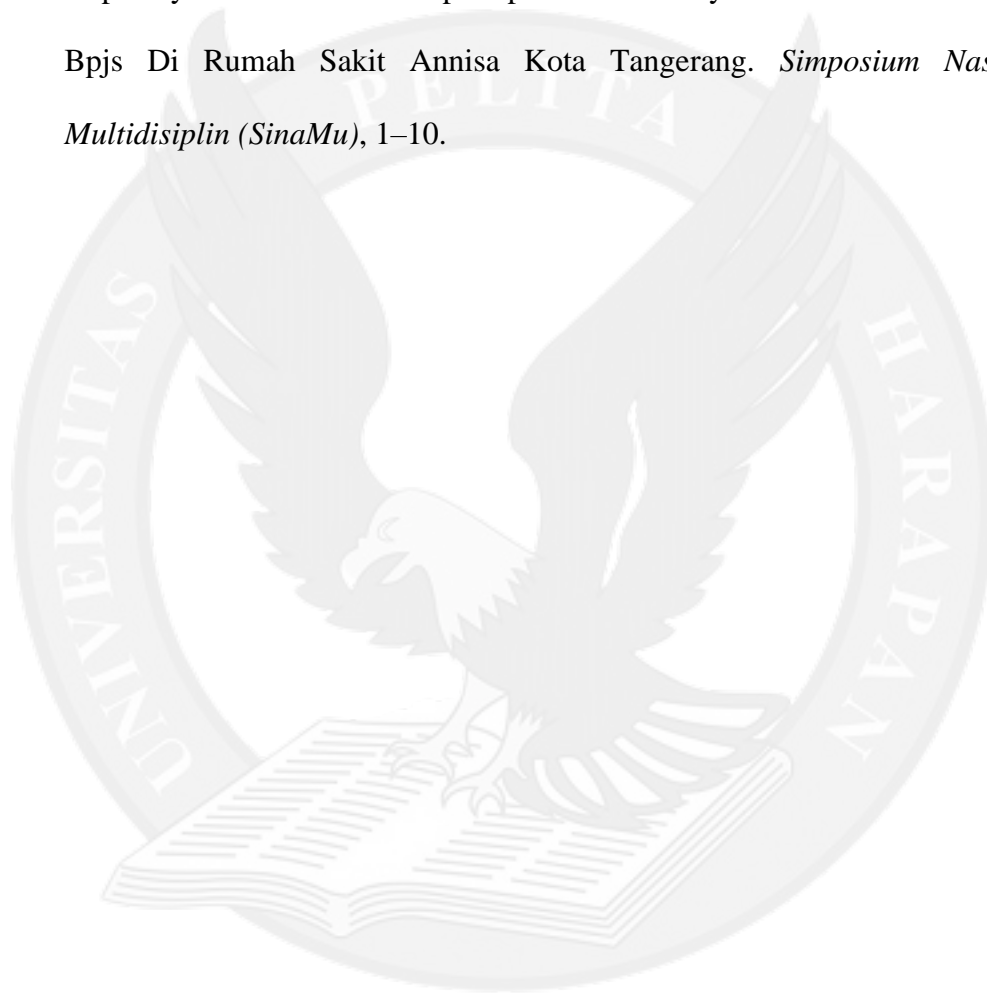 Bpjs Di Rumah Sakit Annisa Kota Tangerang. Simposium Nas
Multidisiplin (SinaMu), 1–10.
UNIVERSITAS PELITA HARAPAN